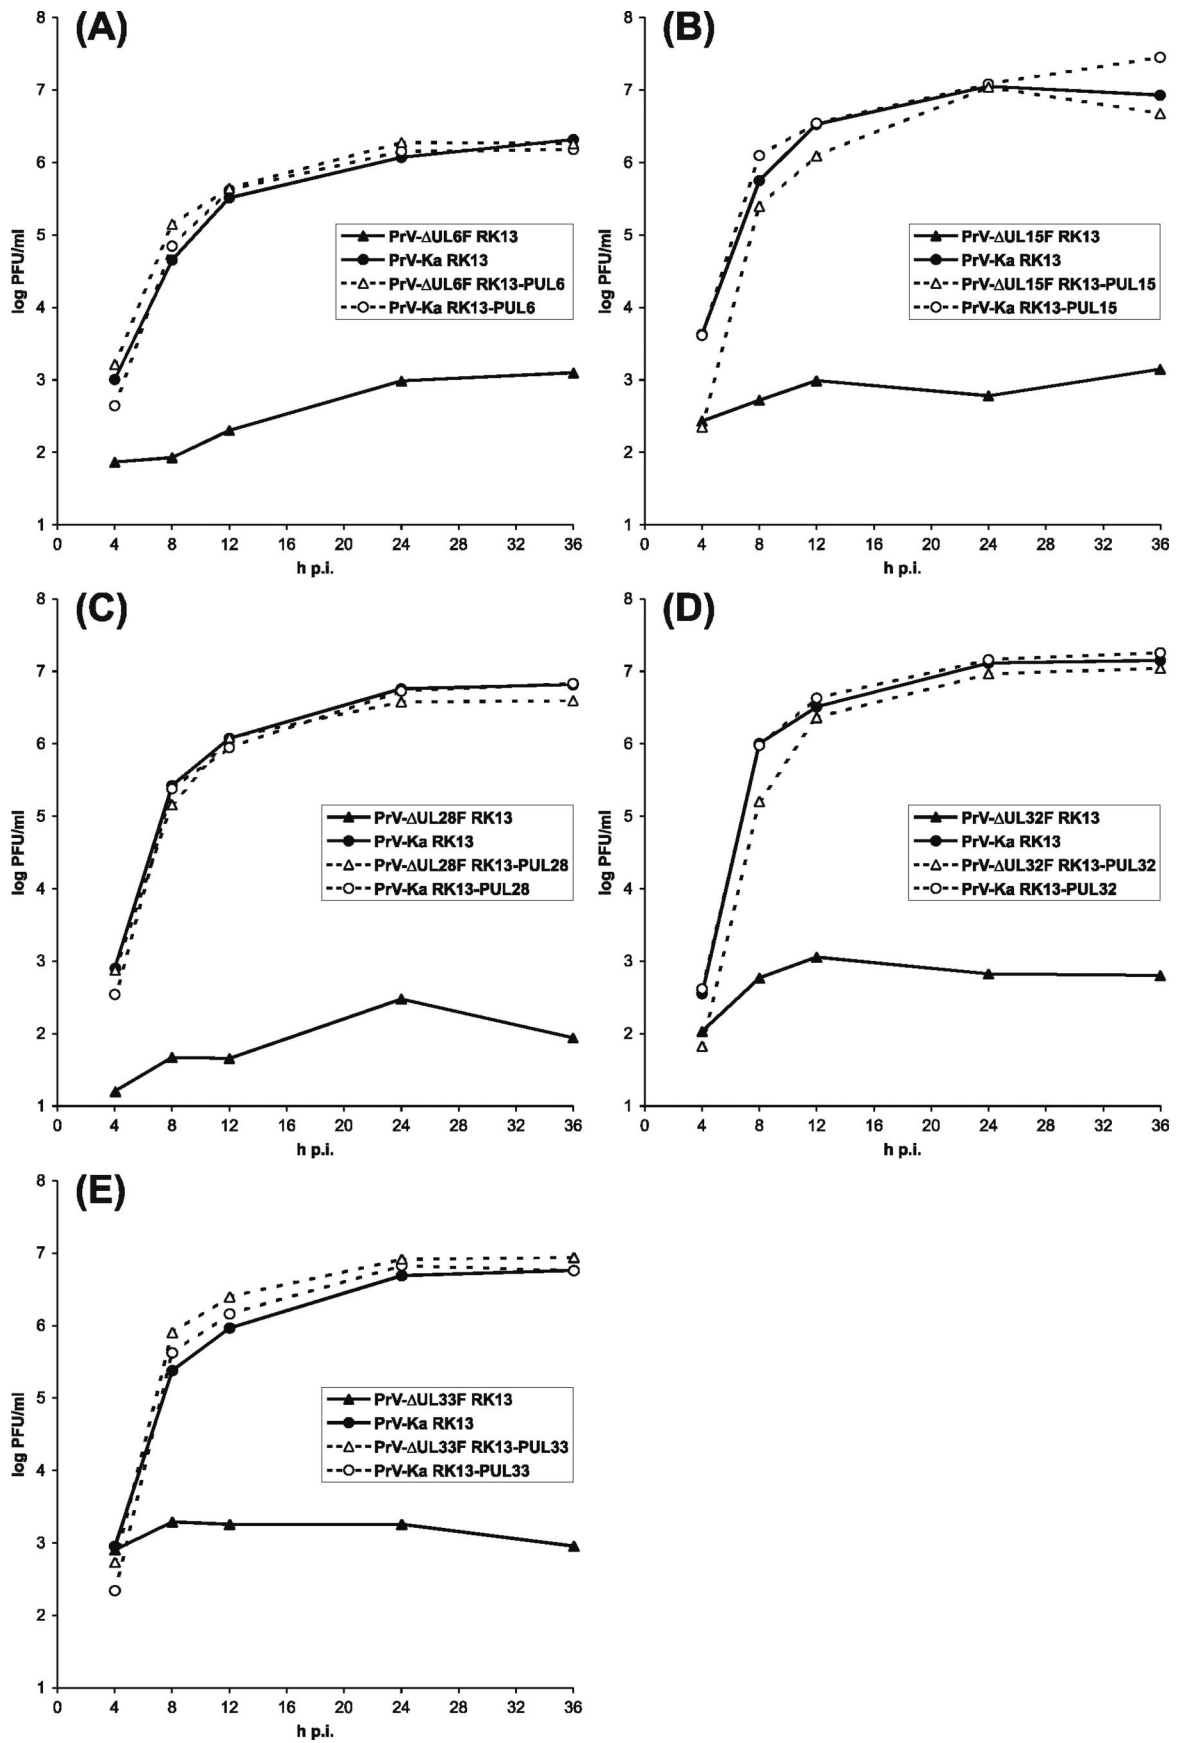 (A)
8
7
6
5
4
3
2
1
log PFU/ml
PrV-ΔUL6F RK13
PrV-Ka RK13
PrV-ΔUL6F RK13-PUL6
PrV-Ka RK13-PUL6
0 4 8 12 16 20 24 28 32 36
h p.i.
(B)
8
7
6
5
4
3
2
1
log PFU/ml
PrV-ΔUL15F RK13
PrV-Ka RK13
PrV-ΔUL15F RK13-PUL15
PrV-Ka RK13-PUL15
0 4 8 12 16 20 24 28 32 36
h p.i.
(C)
8
7
6
5
4
3
2
1
log PFU/ml
PrV-ΔUL28F RK13
PrV-Ka RK13
PrV-ΔUL28F RK13-PUL28
PrV-Ka RK13-PUL28
0 4 8 12 16 20 24 28 32 36
h p.i.
(D)
8
7
6
5
4
3
2
1
log PFU/ml
PrV-ΔUL32F RK13
PrV-Ka RK13
PrV-ΔUL32F RK13-PUL32
PrV-Ka RK13-PUL32
0 4 8 12 16 20 24 28 32 36
h p.i.
(E)
8
7
6
5
4
3
2
1
log PFU/ml
PrV-ΔUL33F RK13
PrV-Ka RK13
PrV-ΔUL33F RK13-PUL33
PrV-Ka RK13-PUL33
0 4 8 12 16 20 24 28 32 36
h p.i.